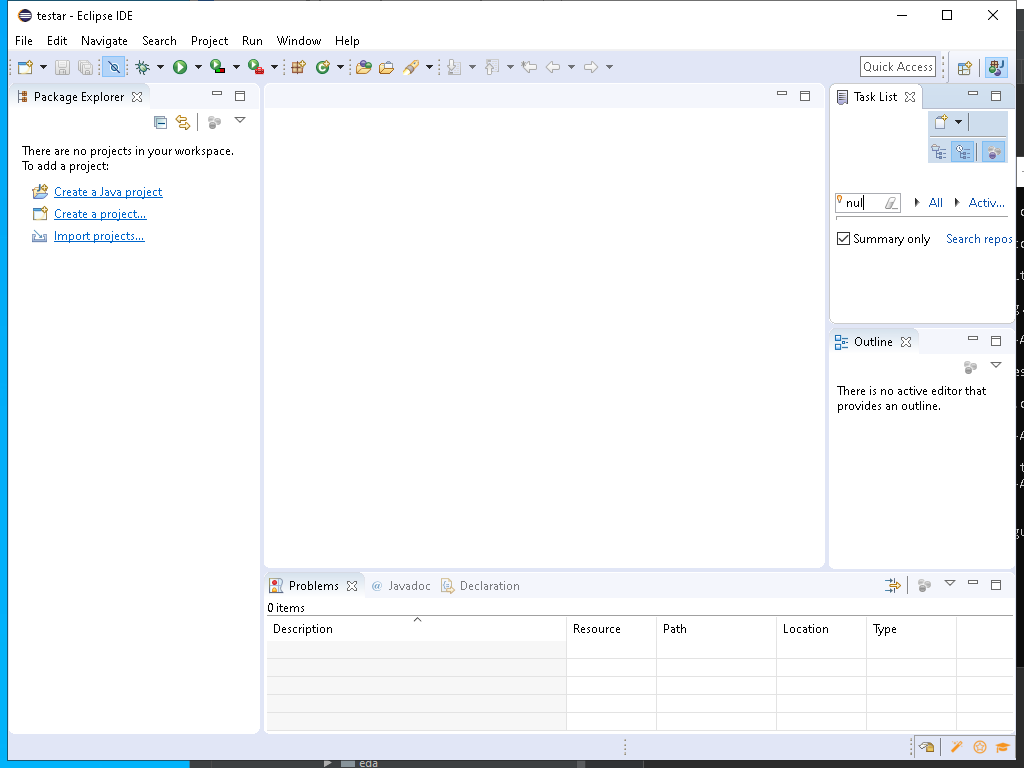 testar - Eclipse IDE
File Edit Navigate Search Project Run Window Help
Quick Access
Package Explorer
There are no projects in your workspace.
To add a project:
Create a Java project
Create a project...
Import projects...
Task List
nul
All
Activ...
Summary only
Search repos
Outline
There is no active editor that
provides an outline.
Problems
@ Javadoc
Declaration
0 items
Description Resource Path Location Type
eda